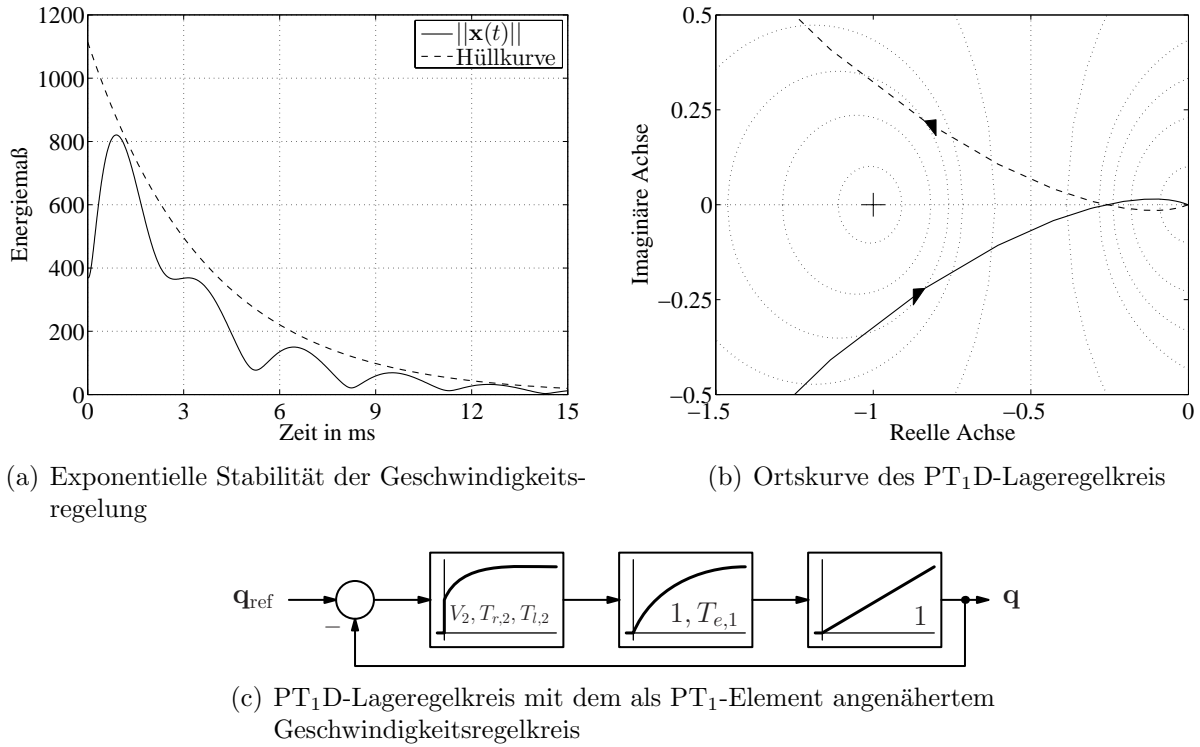 1200
1000
800
600
400
200
0
0 3 6 9 12 15
Energiemaß
Zeit in ms
||x(t)||
Hüllkurve
0.5
0.25
0
−0.25
−0.5
−1.5 −1 −0.5 0
Imaginäre Achse
Reelle Achse
(a) Exponentielle Stabilität der Geschwindigkeits-
regelung
(b) Ortskurve des PT₁D-Lageregelkreis
q_ref
−
V₂, T_{r,2}, T_{l,2}
1, T_{e,1}
1
q
(c) PT₁D-Lageregelkreis mit dem als PT₁-Element angenähertem
Geschwindigkeitsregelkreis